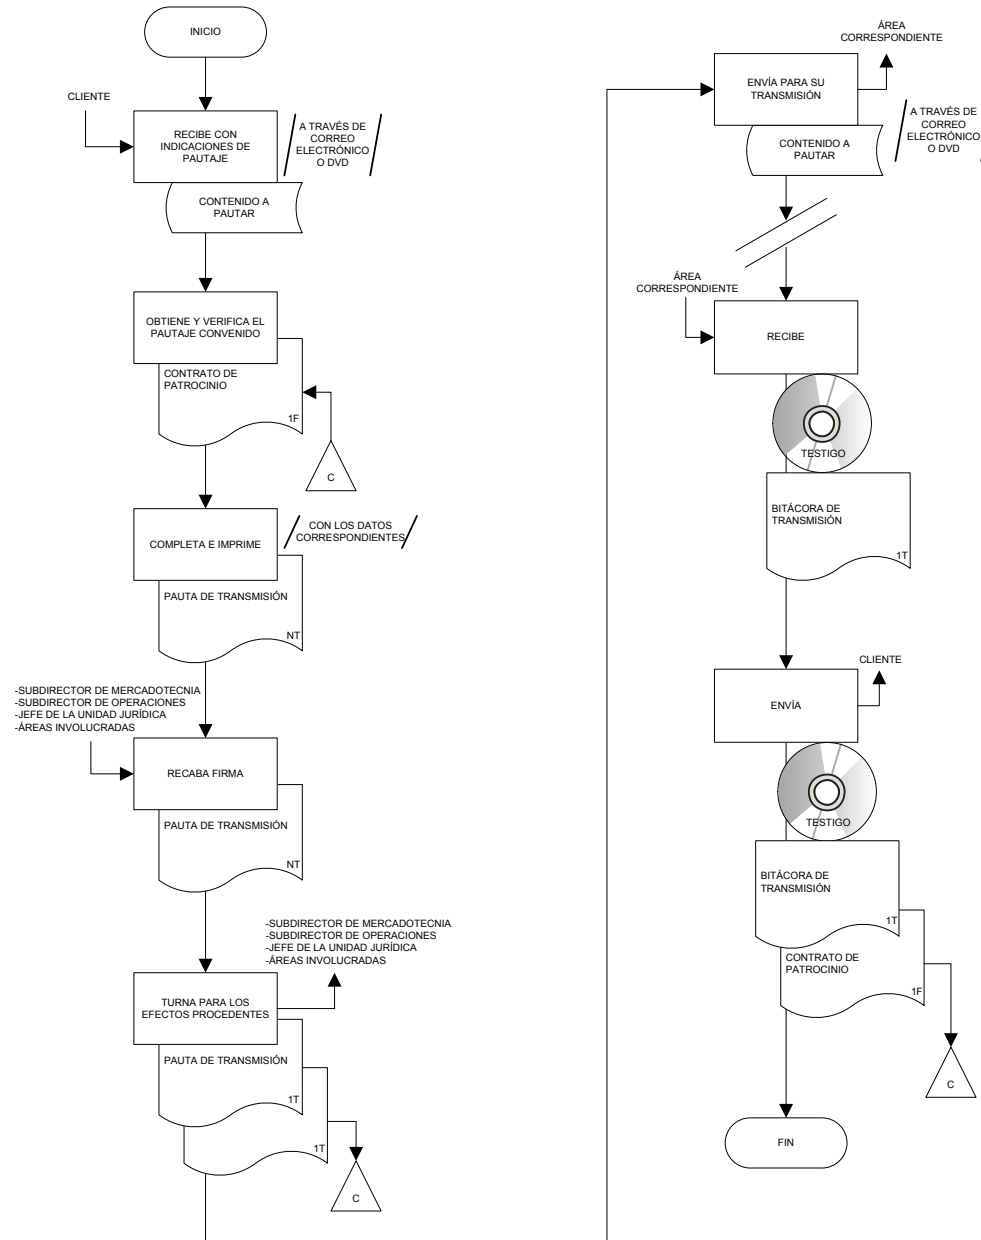 INICIO
CLIENTE
RECIBE CON
INDICACIONES DE
PAUTAJE
A TRAVÉS DE
CORREO
ELECTRÓNICO
O DVD
CONTENIDO A
PAUTAR
OBTIENE Y VERIFICA EL
PAUTAJE CONVENIDO
CONTRATO DE
PATROCINIO
1F
C
COMPLETA E IMPRIME
CON LOS DATOS
CORRESPONDIENTES
PAUTA DE TRANSMISIÓN
NT
-SUBDIRECTOR DE MERCADOTECNIA
-SUBDIRECTOR DE OPERACIONES
-JEFE DE LA UNIDAD JURÍDICA
-ÁREAS INVOLUCRADAS
RECABA FIRMA
PAUTA DE TRANSMISIÓN
NT
-SUBDIRECTOR DE MERCADOTECNIA
-SUBDIRECTOR DE OPERACIONES
-JEFE DE LA UNIDAD JURÍDICA
-ÁREAS INVOLUCRADAS
TURNA PARA LOS
EFECTOS PROCEDENTES
PAUTA DE TRANSMISIÓN
1T
1T
C
ÁREA
CORRESPONDIENTE
ENVÍA PARA SU
TRANSMISIÓN
A TRAVÉS DE
CORREO
ELECTRÓNICO
O DVD
CONTENIDO A
PAUTAR
ÁREA
CORRESPONDIENTE
RECIBE
TESTIGO
BITÁCORA DE
TRANSMISIÓN
1T
CLIENTE
ENVÍA
TESTIGO
BITÁCORA DE
TRANSMISIÓN
1T
CONTRATO DE
PATROCINIO
1F
C
FIN